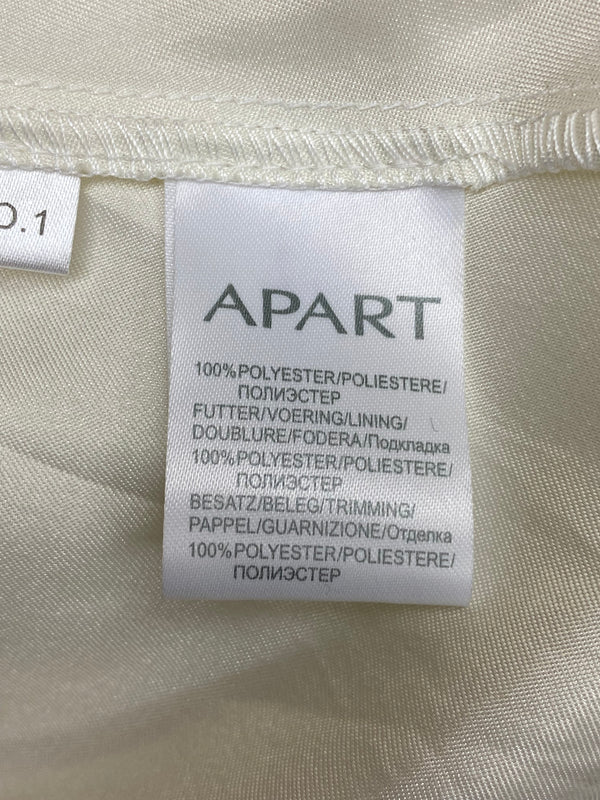 O.1
APART
100%POLYESTER/POLIESTERE/
ПОЛИЭСТЕР
FUTTER/VOERING/LINING/
DOUBLURE/FODERA/Подкладка
100%POLYESTER/POLIESTERE/
ПОЛИЭСТЕР
BESATZ/BELEG/TRIMMING/
PAPPEL/GUARNIZIONE/Отделка
100%POLYESTER/POLIESTERE/
ПОЛИЭСТЕР